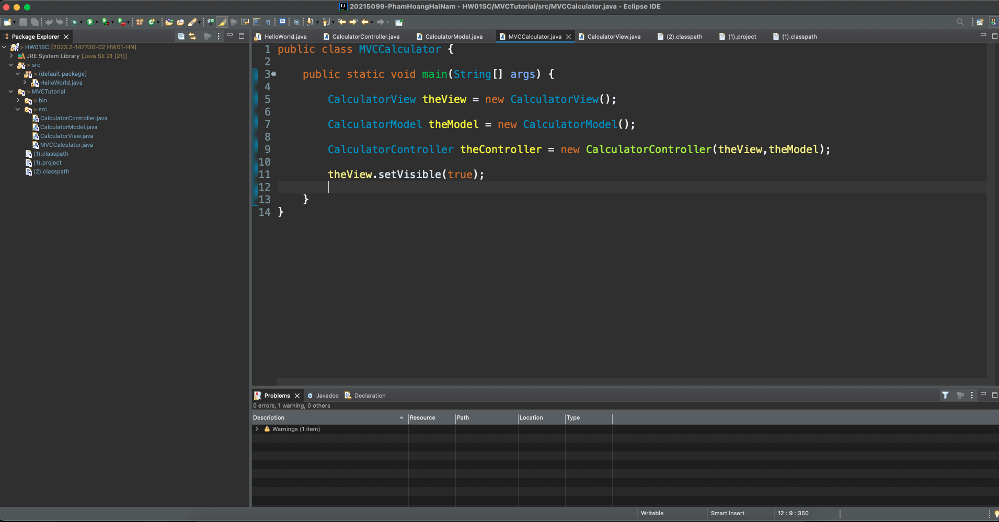 20215099-PhamHoangHaiNam - HW01SC/MVCTutorial/src/MVCCalculator.java - Eclipse IDE
Package Explorer
> HW01SC [2023.2-147730-02 HW01-HN]
JRE System Library [Java SE 21 [21]]
> src
> (default package)
HelloWorld.java
> MVCTutorial
> bin
> src
CalculatorController.java
CalculatorModel.java
CalculatorView.java
MVCCalculator.java
(1).classpath
(1).project
(2).classpath
HelloWorld.java CalculatorController.java CalculatorModel.java MVCCalculator.java CalculatorView.java (2).classpath (1).project (1).classpath
1 public class MVCCalculator {
2
3 public static void main(String[] args) {
4
5 CalculatorView theView = new CalculatorView();
6
7 CalculatorModel theModel = new CalculatorModel();
8
9 CalculatorController theController = new CalculatorController(theView,theModel);
10
11 theView.setVisible(true);
12
13 }
14 }
Problems Javadoc Declaration
0 errors, 1 warning, 0 others
Description Resource Path Location Type
Warnings (1 item)
Writable Smart Insert 12 : 9 : 350